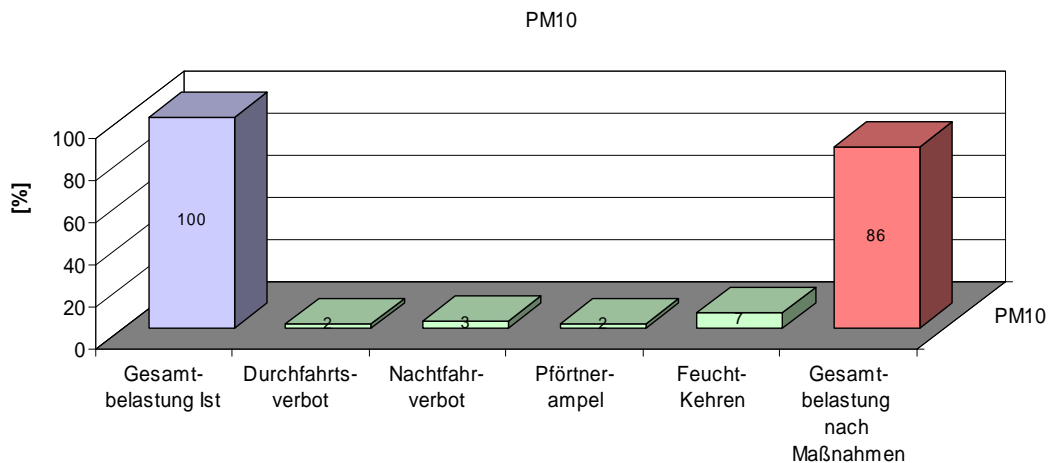 PM10
[%]
100
80
60
40
20
0
100
2
3
2
7
86
PM10
Gesamt-
belastung Ist
Durchfahrts-
verbot
Nachtfahr-
verbot
Pförtner-
ampel
Feucht-
Kehren
Gesamt-
belastung
nach
Maßnahmen